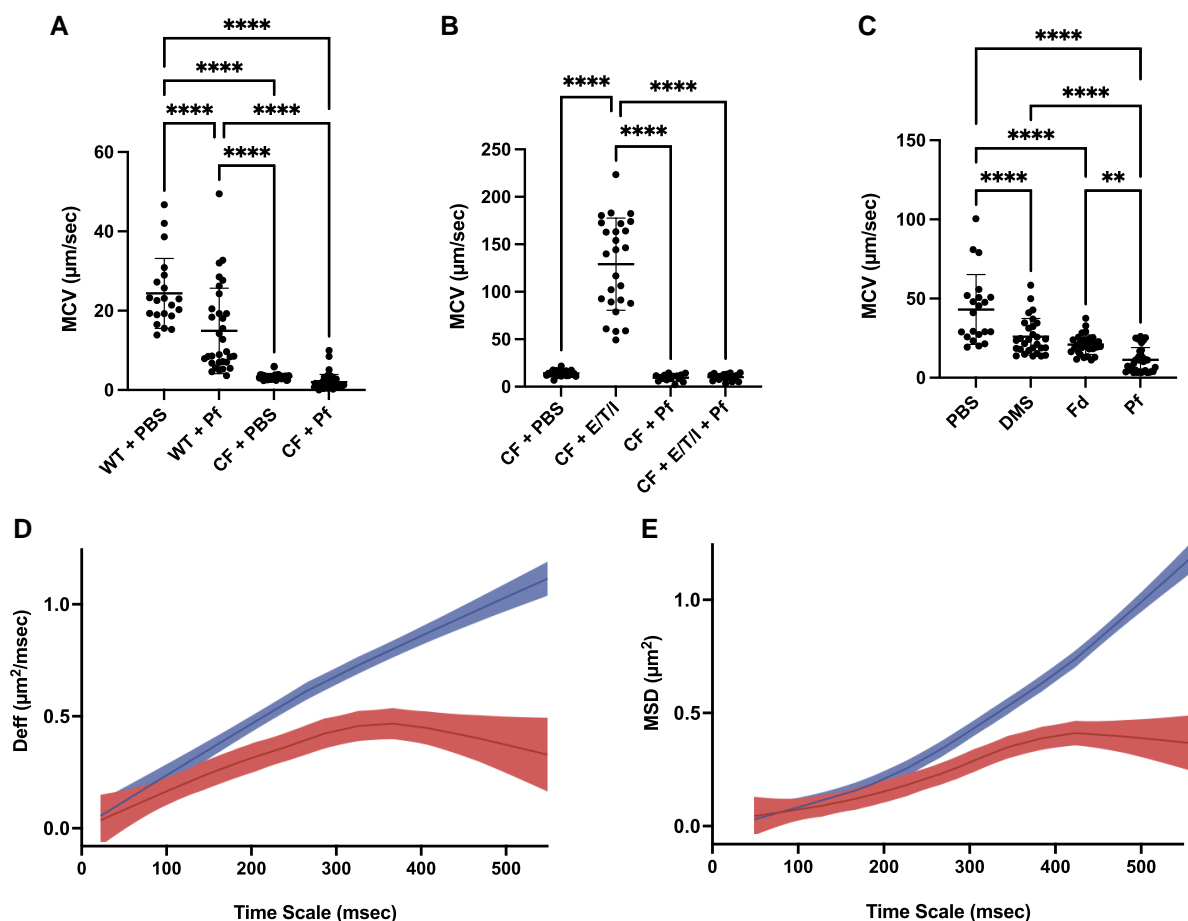 A
****
****
****
****
****
MCV (µm/sec)
60
40
20
0
WT + PBS
WT + Pf
CF + PBS
CF + Pf
B
****
****
****
MCV (µm/sec)
250
200
150
100
50
0
CF + PBS
CF + E/T/I
CF + Pf
CF + E/T/I + Pf
C
****
****
****
****
**
MCV (µm/sec)
150
100
50
0
PBS
DMS
Fd
Pf
D
Deff (µm²/msec)
1.0
0.5
0.0
0
100
200
300
400
500
Time Scale (msec)
E
MSD (µm²)
1.0
0.5
0.0
0
100
200
300
400
500
Time Scale (msec)